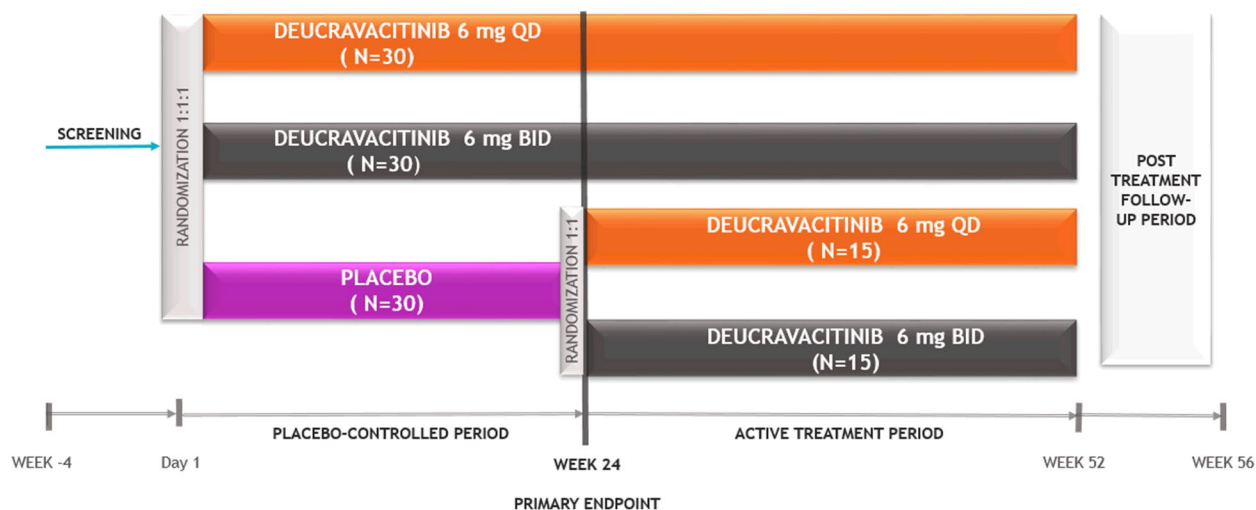 DEUCRAVACITINIB 6 mg QD
( N=30)
SCREENING
RANDOMIZATION 1:1:1
DEUCRAVACITINIB 6 mg BID
( N=30)
POST
TREATMENT
FOLLOW-
UP PERIOD
PLACEBO
( N=30)
RANDOMIZATION 1:1
DEUCRAVACITINIB 6 mg QD
( N=15)
DEUCRAVACITINIB 6 mg BID
(N=15)
PLACEBO-CONTROLLED PERIOD
ACTIVE TREATMENT PERIOD
WEEK -4
Day 1
WEEK 24
WEEK 52
WEEK 56
PRIMARY ENDPOINT